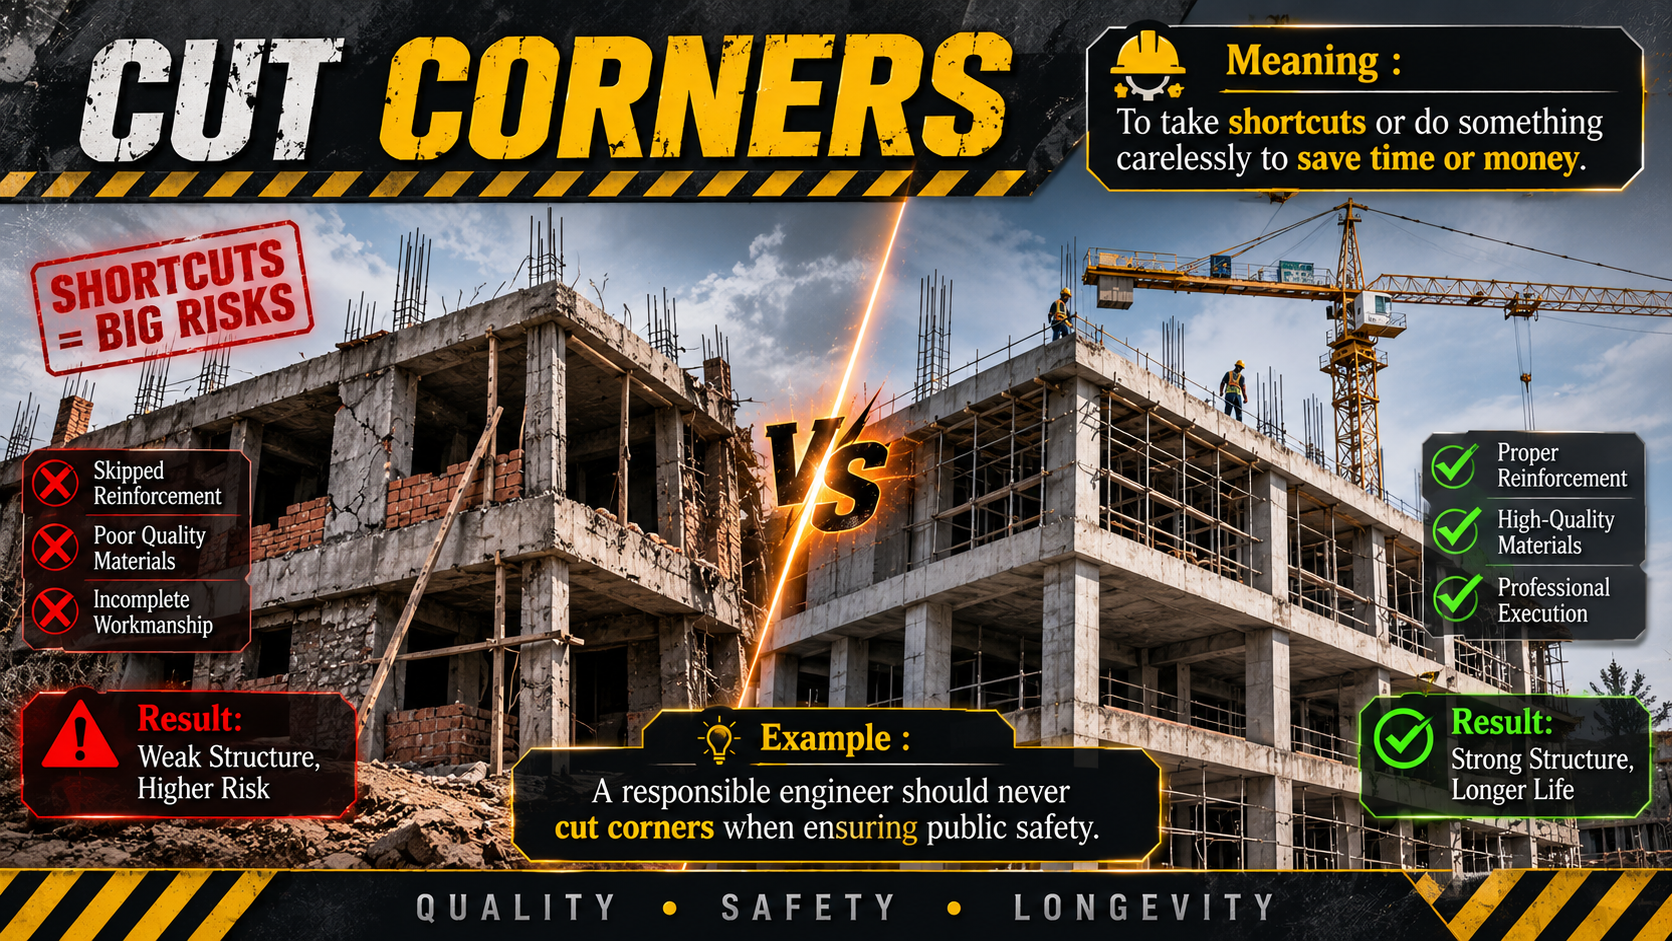 CUT CORNERS
Meaning :
To take shortcuts or do something
carelessly to save time or money.
SHORTCUTS
= BIG RISKS
VS
Skipped
Reinforcement
Poor Quality
Materials
Incomplete
Workmanship
Proper
Reinforcement
High-Quality
Materials
Professional
Execution
Result:
Weak Structure,
Higher Risk
Example :
A responsible engineer should never
cut corners when ensuring public safety.
Result:
Strong Structure,
Longer Life
QUALITY • SAFETY • LONGEVITY